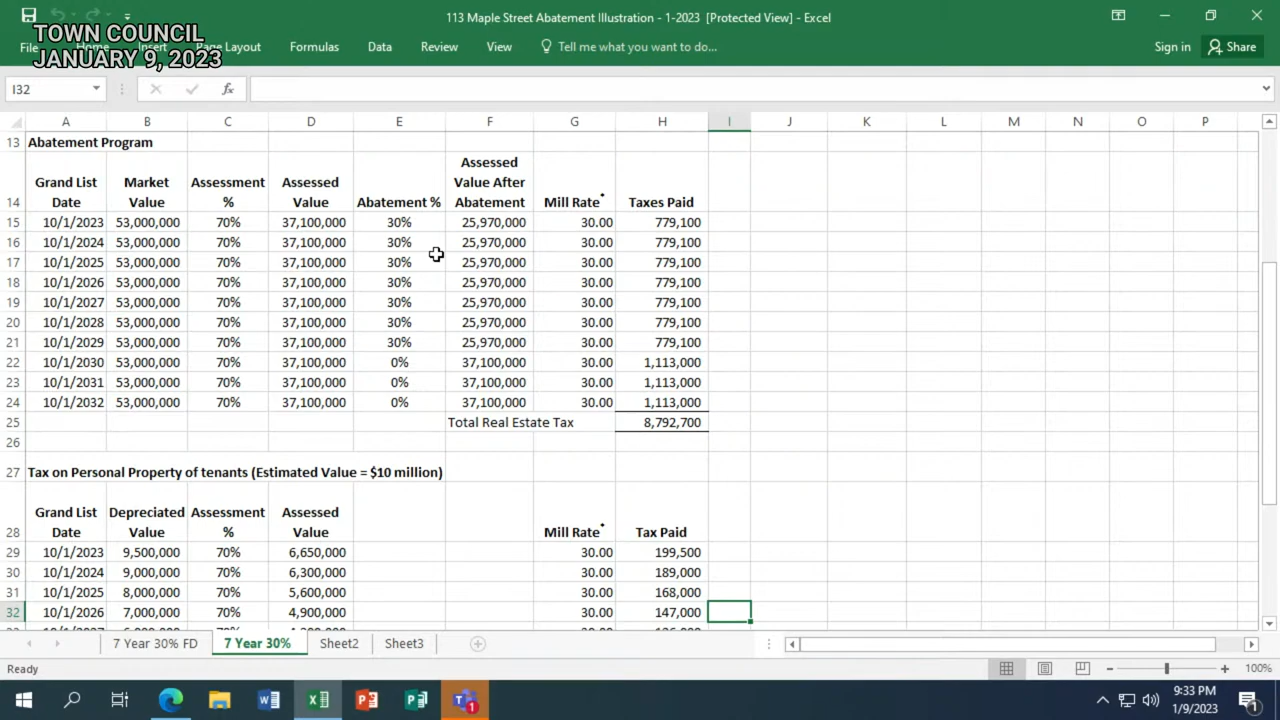 113 Maple Street Abatement Illustration - 1-2023 [Protected View] - Excel
TOWN COUNCIL
JANUARY 9, 2023
File Home Insert Page Layout Formulas Data Review View Tell me what you want to do... Sign in Share
I32 fx
A B C D E F G H I J K L M N O P
13 Abatement Program
14 Grand List Date Market Value Assessment % Assessed Value Abatement % Assessed Value After Abatement Mill Rate* Taxes Paid
15 10/1/2023 53,000,000 70% 37,100,000 30% 25,970,000 30.00 779,100
16 10/1/2024 53,000,000 70% 37,100,000 30% 25,970,000 30.00 779,100
17 10/1/2025 53,000,000 70% 37,100,000 30% 25,970,000 30.00 779,100
18 10/1/2026 53,000,000 70% 37,100,000 30% 25,970,000 30.00 779,100
19 10/1/2027 53,000,000 70% 37,100,000 30% 25,970,000 30.00 779,100
20 10/1/2028 53,000,000 70% 37,100,000 30% 25,970,000 30.00 779,100
21 10/1/2029 53,000,000 70% 37,100,000 30% 25,970,000 30.00 779,100
22 10/1/2030 53,000,000 70% 37,100,000 0% 37,100,000 30.00 1,113,000
23 10/1/2031 53,000,000 70% 37,100,000 0% 37,100,000 30.00 1,113,000
24 10/1/2032 53,000,000 70% 37,100,000 0% 37,100,000 30.00 1,113,000
25 Total Real Estate Tax 8,792,700
26
27 Tax on Personal Property of tenants (Estimated Value = $10 million)
28 Grand List Date Depreciated Value Assessment % Assessed Value Mill Rate* Tax Paid
29 10/1/2023 9,500,000 70% 6,650,000 30.00 199,500
30 10/1/2024 9,000,000 70% 6,300,000 30.00 189,000
31 10/1/2025 8,000,000 70% 5,600,000 30.00 168,000
32 10/1/2026 7,000,000 70% 4,900,000 30.00 147,000
7 Year 30% FD 7 Year 30% Sheet2 Sheet3
Ready 100%
9:33 PM
1/9/2023